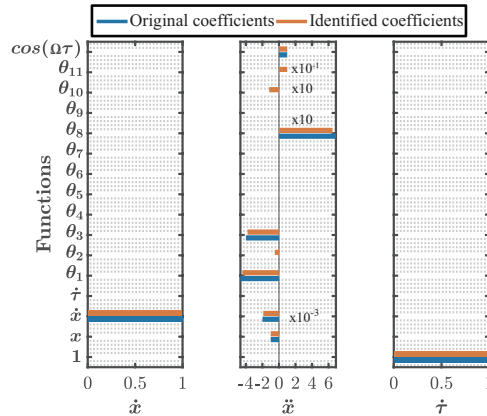 Original coefficients Identified coefficients
Functions
cos(Ωτ)
θ₁₁ x10⁻¹
θ₁₀ x10
θ₉
θ₈ x10
θ₇
θ₆
θ₅
θ₄
θ₃
θ₂
θ₁
τ̇
ẋ x10⁻³
x
1
0 0.5 1 -4 -2 0 2 4 6 0 0.5 1
ẋ ẍ τ̇